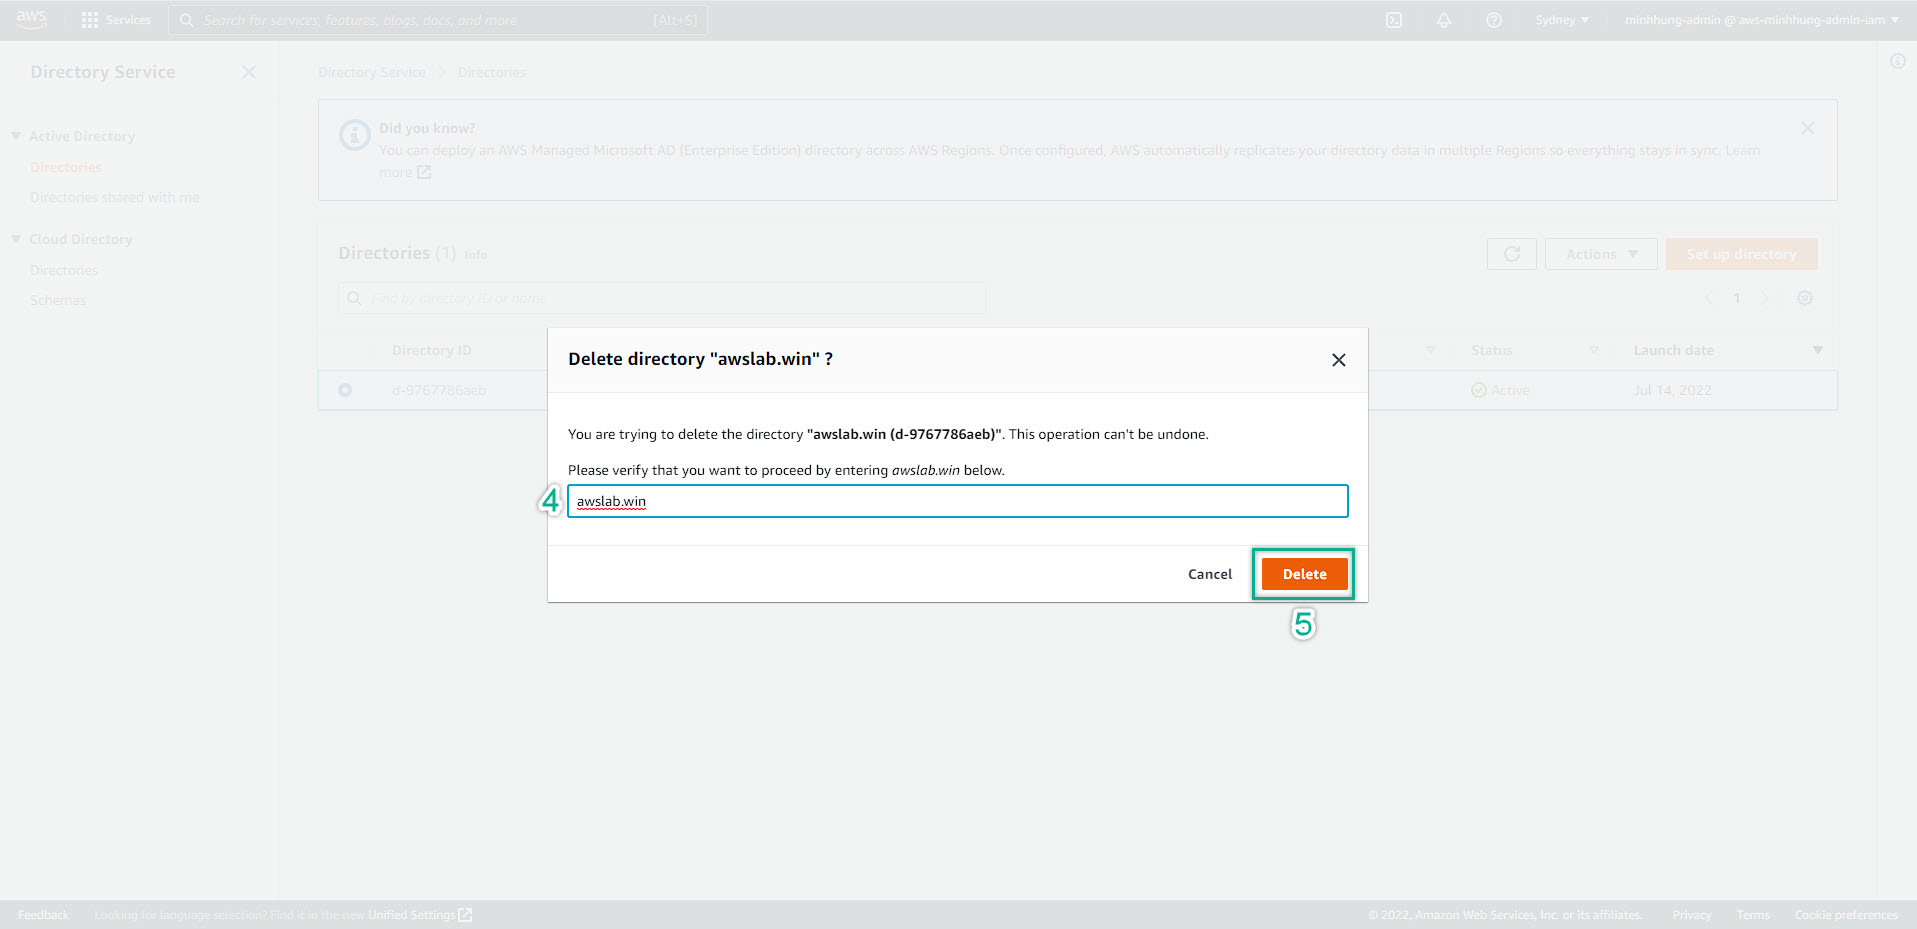 aws
Services
Search for services, features, blogs, docs, and more
[Alt+S]
Sydney
minhhung-admin @ aws-minhhung-admin-iam
Directory Service
Active Directory
Directories
Directories shared with me
Cloud Directory
Directories
Schemas
Directory Service
Directories
Did you know?
You can deploy an AWS Managed Microsoft AD (Enterprise Edition) directory across AWS Regions. Once configured, AWS automatically replicates your directory data in multiple Regions so everything stays in sync. Learn
more
Directories (1) Info
Actions
Set up directory
Find by directory ID or name
1
Directory ID
Status
Launch date
d-9767786aeb
Active
Jul 14, 2022
Delete directory "awslab.win" ?
You are trying to delete the directory "awslab.win (d-9767786aeb)". This operation can't be undone.
Please verify that you want to proceed by entering awslab.win below.
4
awslab.win
Cancel
Delete
5
Feedback
Looking for language selection? Find it in the new Unified Settings
© 2022, Amazon Web Services, Inc. or its affiliates.
Privacy
Terms
Cookie preferences